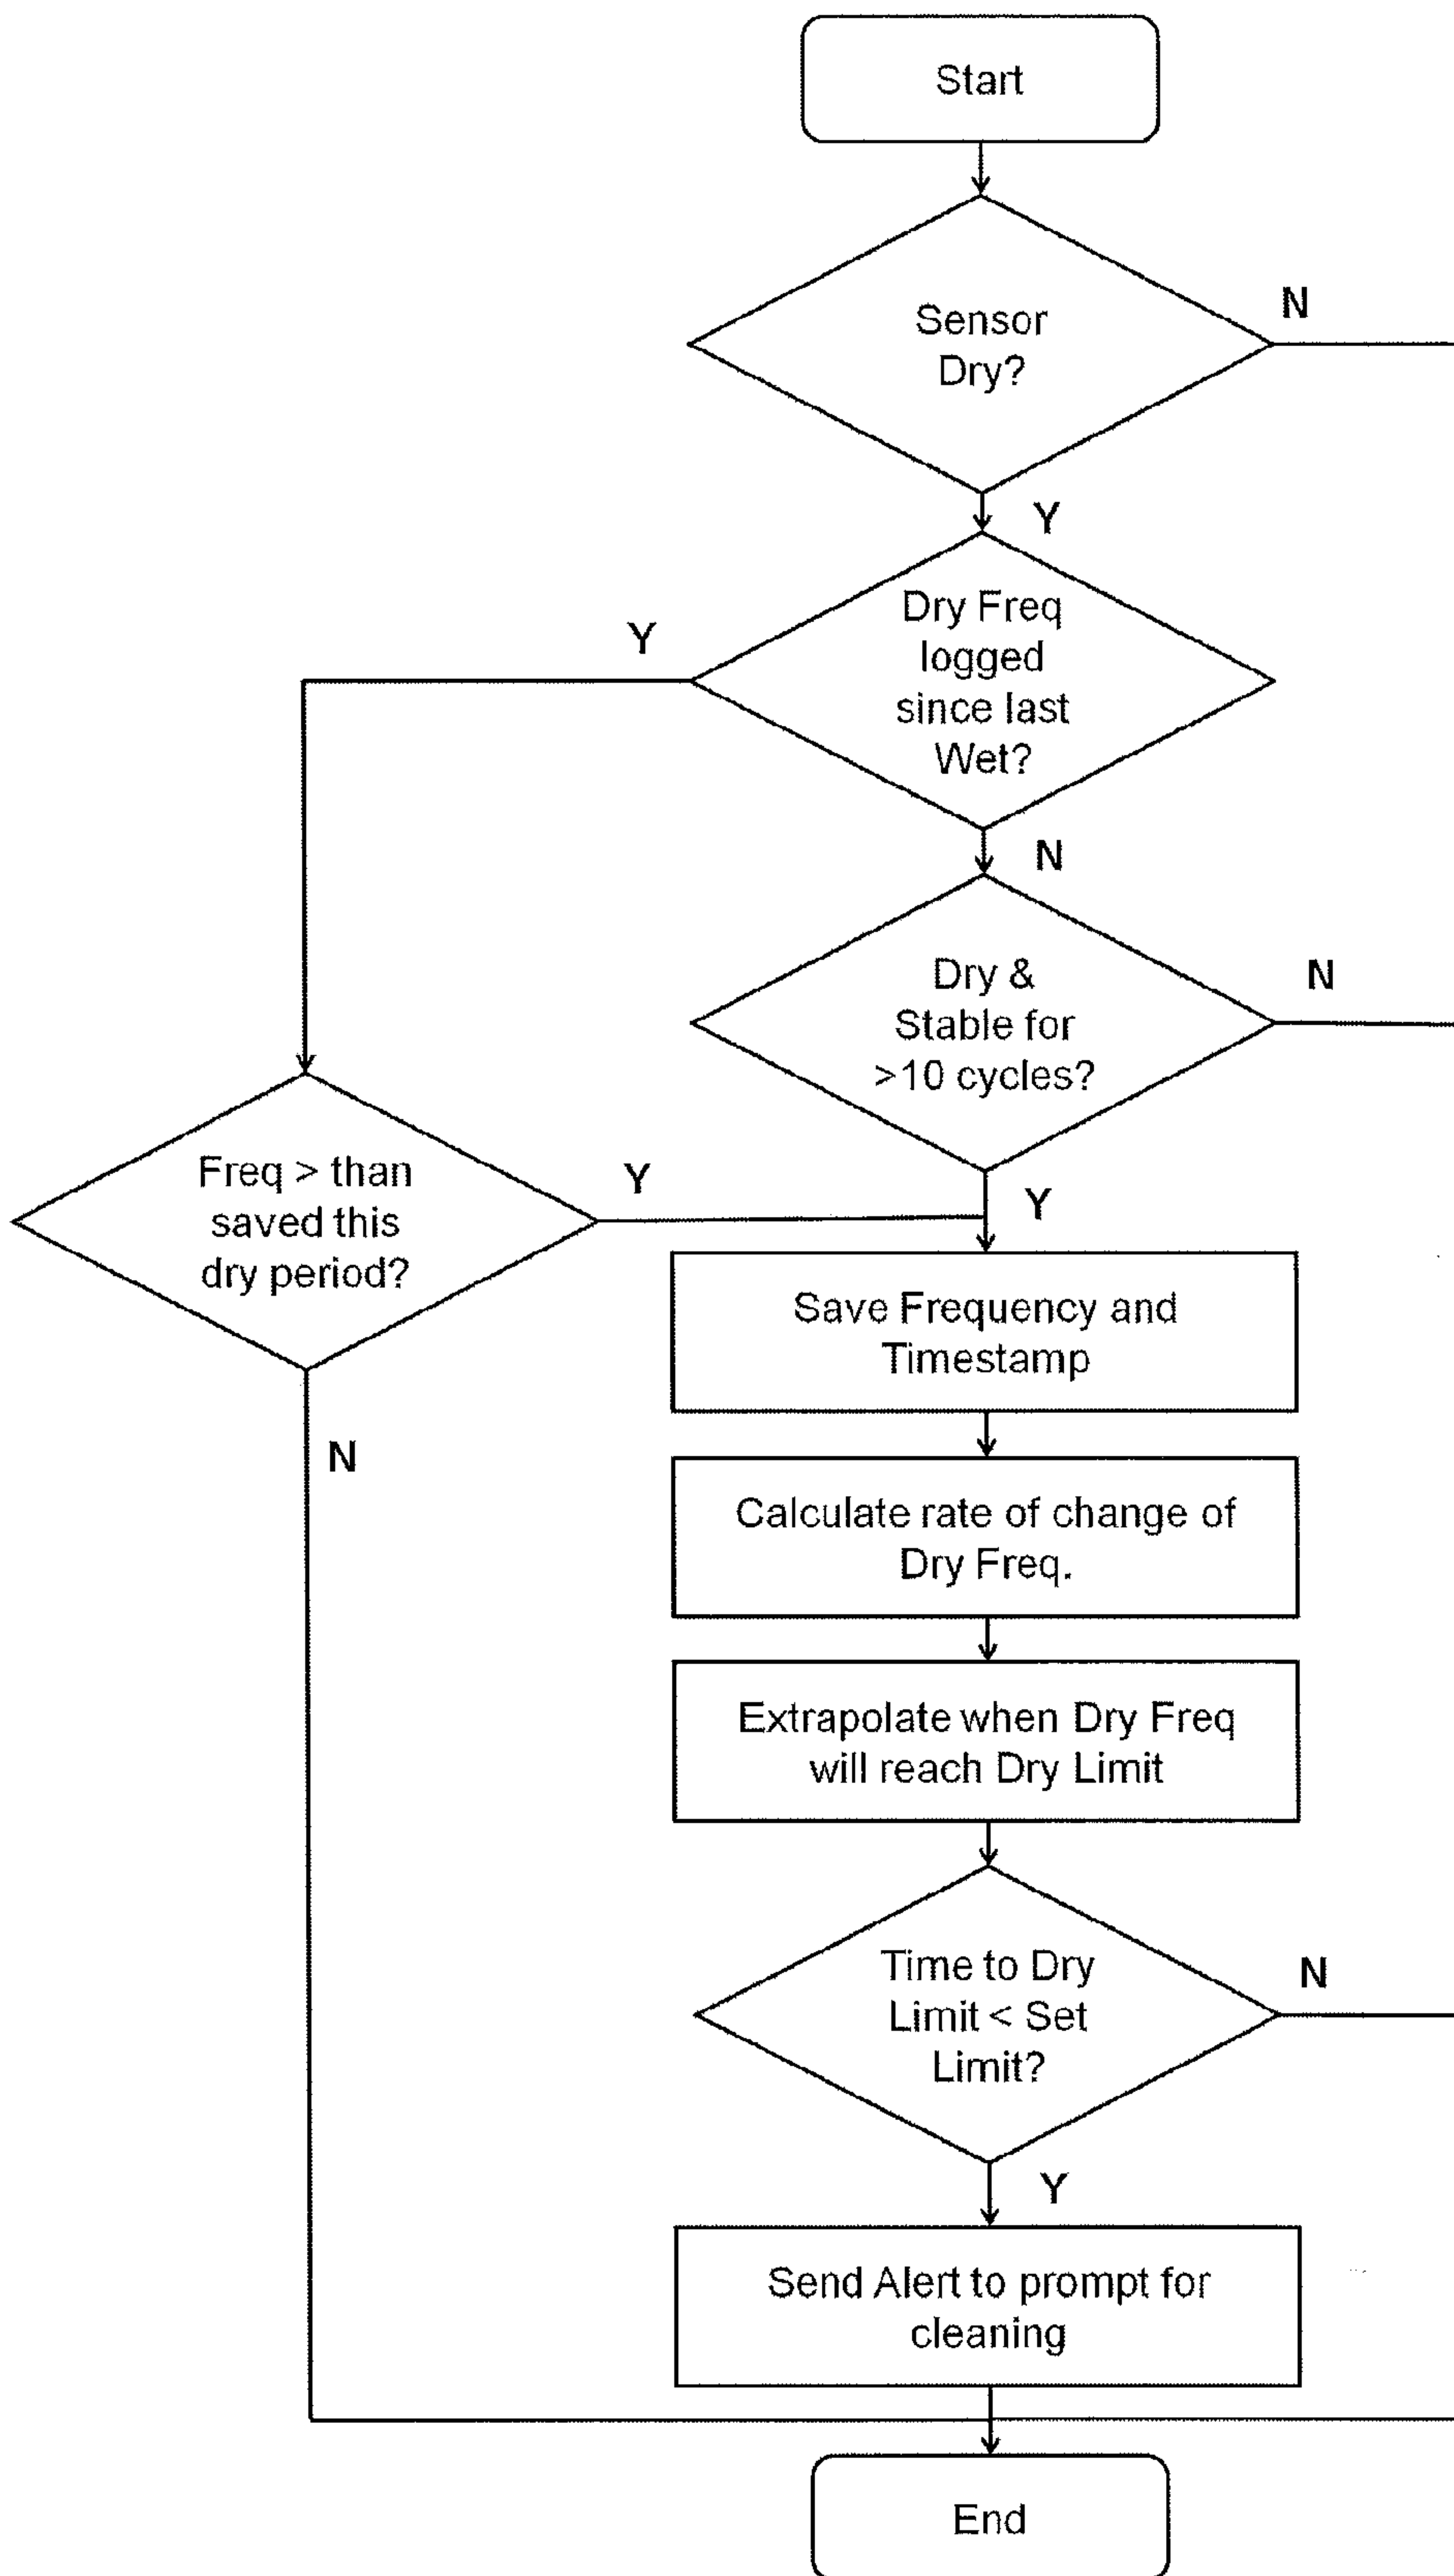 Start
Sensor
Dry?
N
Y
Dry Freq
logged
since last
Wet?
Y
N
Dry &
Stable for
>10 cycles?
N
Y
Freq > than
saved this
dry period?
Y
N
Save Frequency and
Timestamp
Calculate rate of change of
Dry Freq.
Extrapolate when Dry Freq
will reach Dry Limit
Time to Dry
Limit < Set
Limit?
N
Y
Send Alert to prompt for
cleaning
End